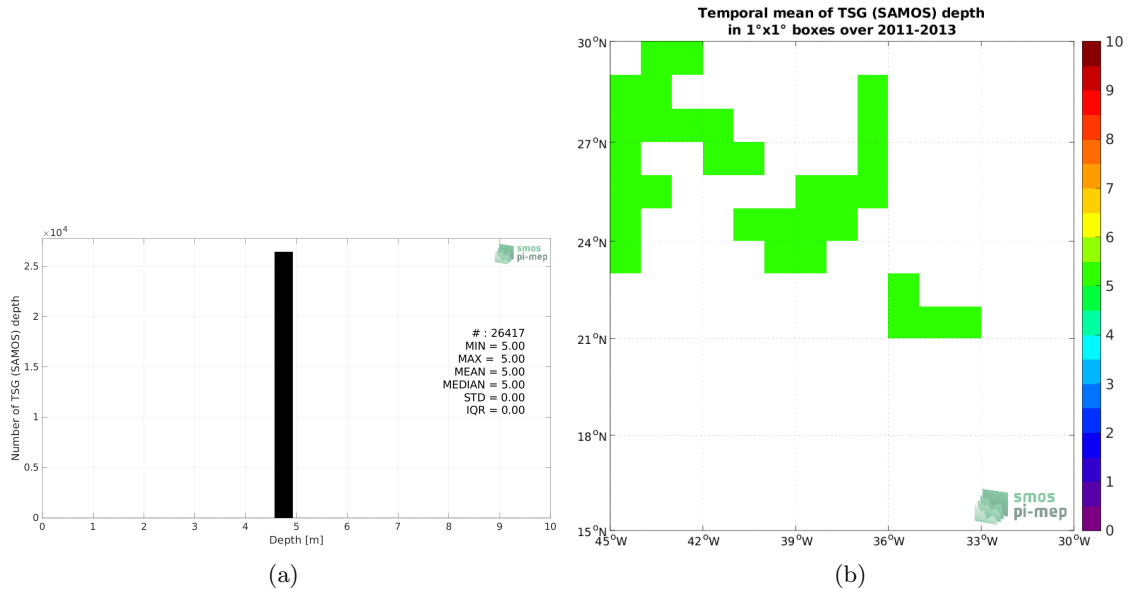 ×10⁴
2.5
2
1.5
1
0.5
0
Number of TSG (SAMOS) depth
smos
pi-mep
# : 26417
MIN = 5.00
MAX = 5.00
MEAN = 5.00
MEDIAN = 5.00
STD = 0.00
IQR = 0.00
0 1 2 3 4 5 6 7 8 9 10
Depth [m]
(a)
Temporal mean of TSG (SAMOS) depth
in 1°x1° boxes over 2011-2013
30°N
27°N
24°N
21°N
18°N
15°N
45°W 42°W 39°W 36°W 33°W 30°W
smos
pi-mep
10
9
8
7
6
5
4
3
2
1
0
(b)